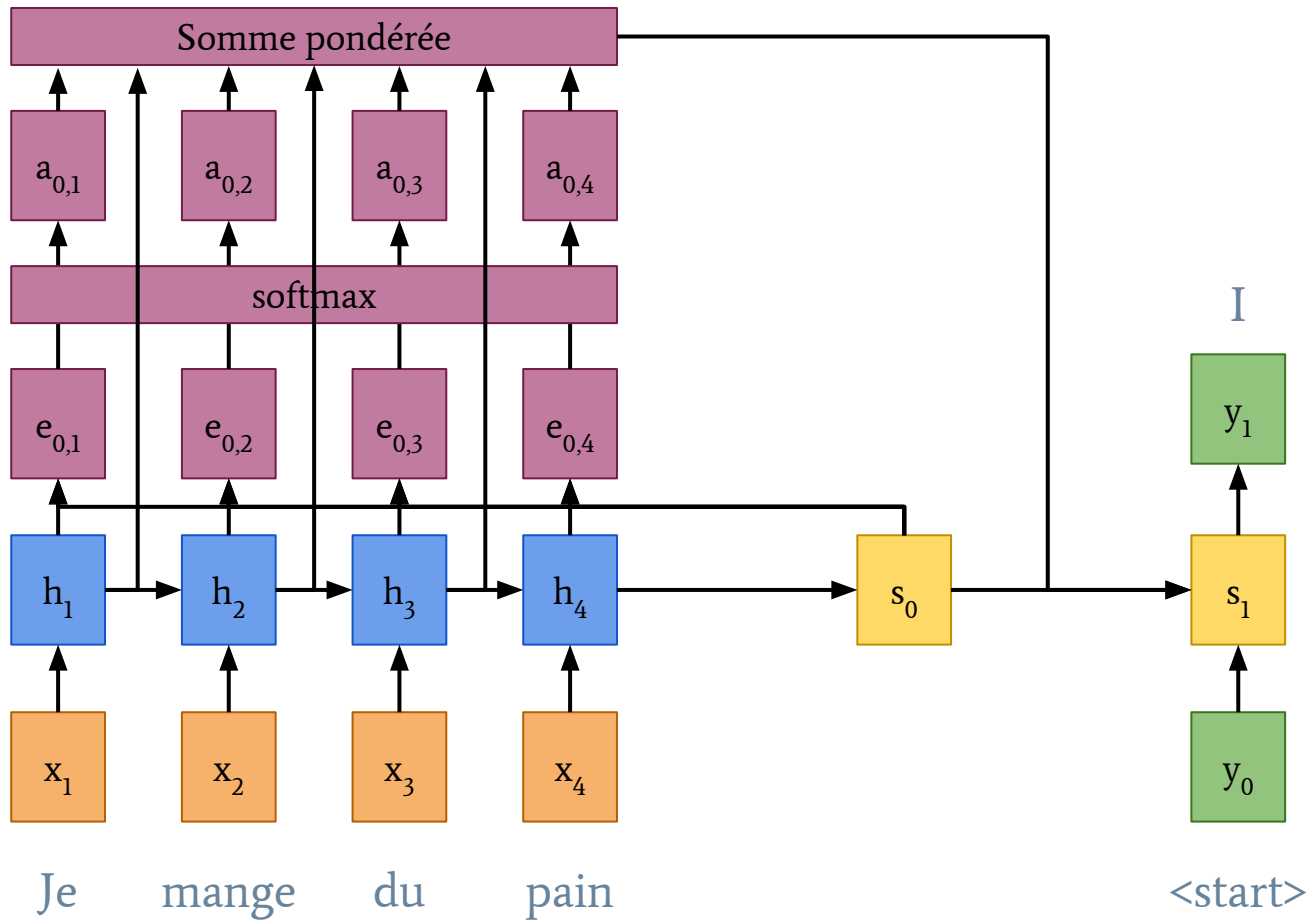 Somme pondérée
a0,1 a0,2 a0,3 a0,4
softmax
I
e0,1 e0,2 e0,3 e0,4 y1
h1 h2 h3 h4 s0 s1
x1 x2 x3 x4 y0
Je mange du pain <start>